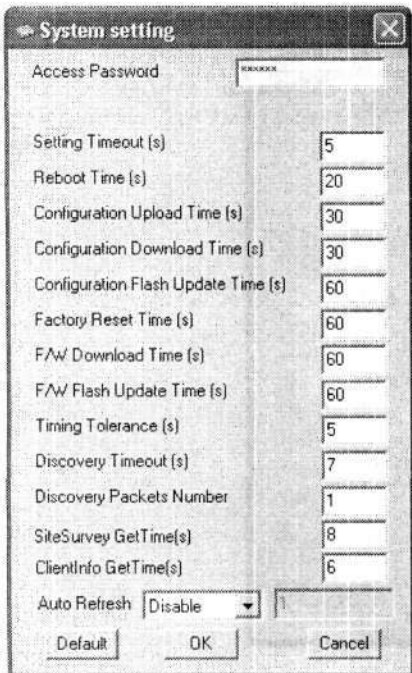 System setting
Access Password xxxxxx
Setting Timeout (s) 5
Reboot Time (s) 20
Configuration Upload Time (s) 30
Configuration Download Time (s) 30
Configuration Flash Update Time (s) 60
Factory Reset Time (s) 60
F/W Download Time (s) 60
F/W Flash Update Time (s) 60
Timing Tolerance (s) 5
Discovery Timeout (s) 7
Discovery Packets Number 1
SiteSurvey GetTime(s) 8
ClientInfo GetTime(s) 6
Auto Refresh Disable 1
Default OK Cancel